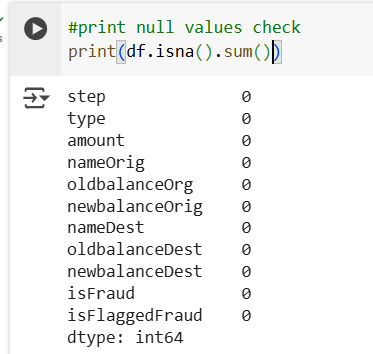 #print null values check
print(df.isna().sum())
step 0
type 0
amount 0
nameOrig 0
oldbalanceOrg 0
newbalanceOrig 0
nameDest 0
oldbalanceDest 0
newbalanceDest 0
isFraud 0
isFlaggedFraud 0
dtype: int64